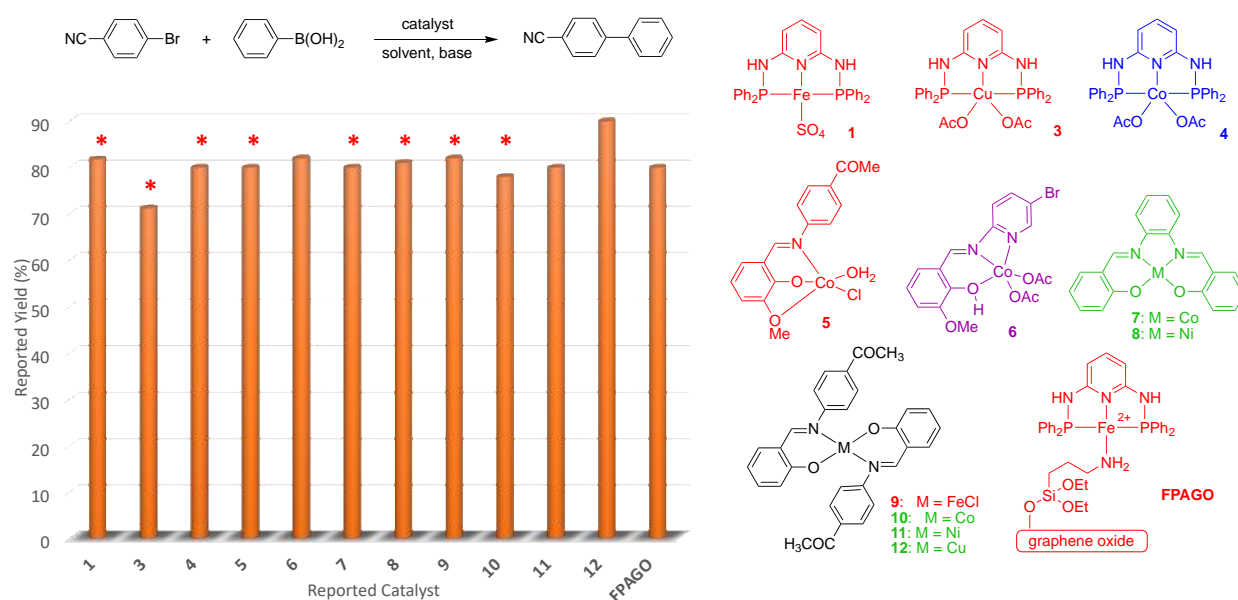 NC
Br
+
B(OH)2
catalyst
solvent, base
NC
Reported Yield (%)
90
80
70
60
50
40
30
20
10
0
* * * * * * * *
1 3 4 5 6 7 8 9 10 11 12 FPAGO
Reported Catalyst
NH N NH
Ph2P Fe PPh2
SO4
1
NH N NH
Ph2P Cu PPh2
AcO OAc
3
NH N NH
Ph2P Co PPh2
AcO OAc
4
COMe
N
O Co OH2
Cl
O
Me
5
Br
N N
Co OAc
O OAc
H
OMe
6
N N
M
O O
7: M = Co
8: M = Ni
COCH3
N O
M
O N
H3COC
9: M = FeCl
10: M = Co
11: M = Ni
12: M = Cu
NH N NH
2+
Ph2P Fe PPh2
NH2
OEt
Si
O OEt
graphene oxide
FPAGO